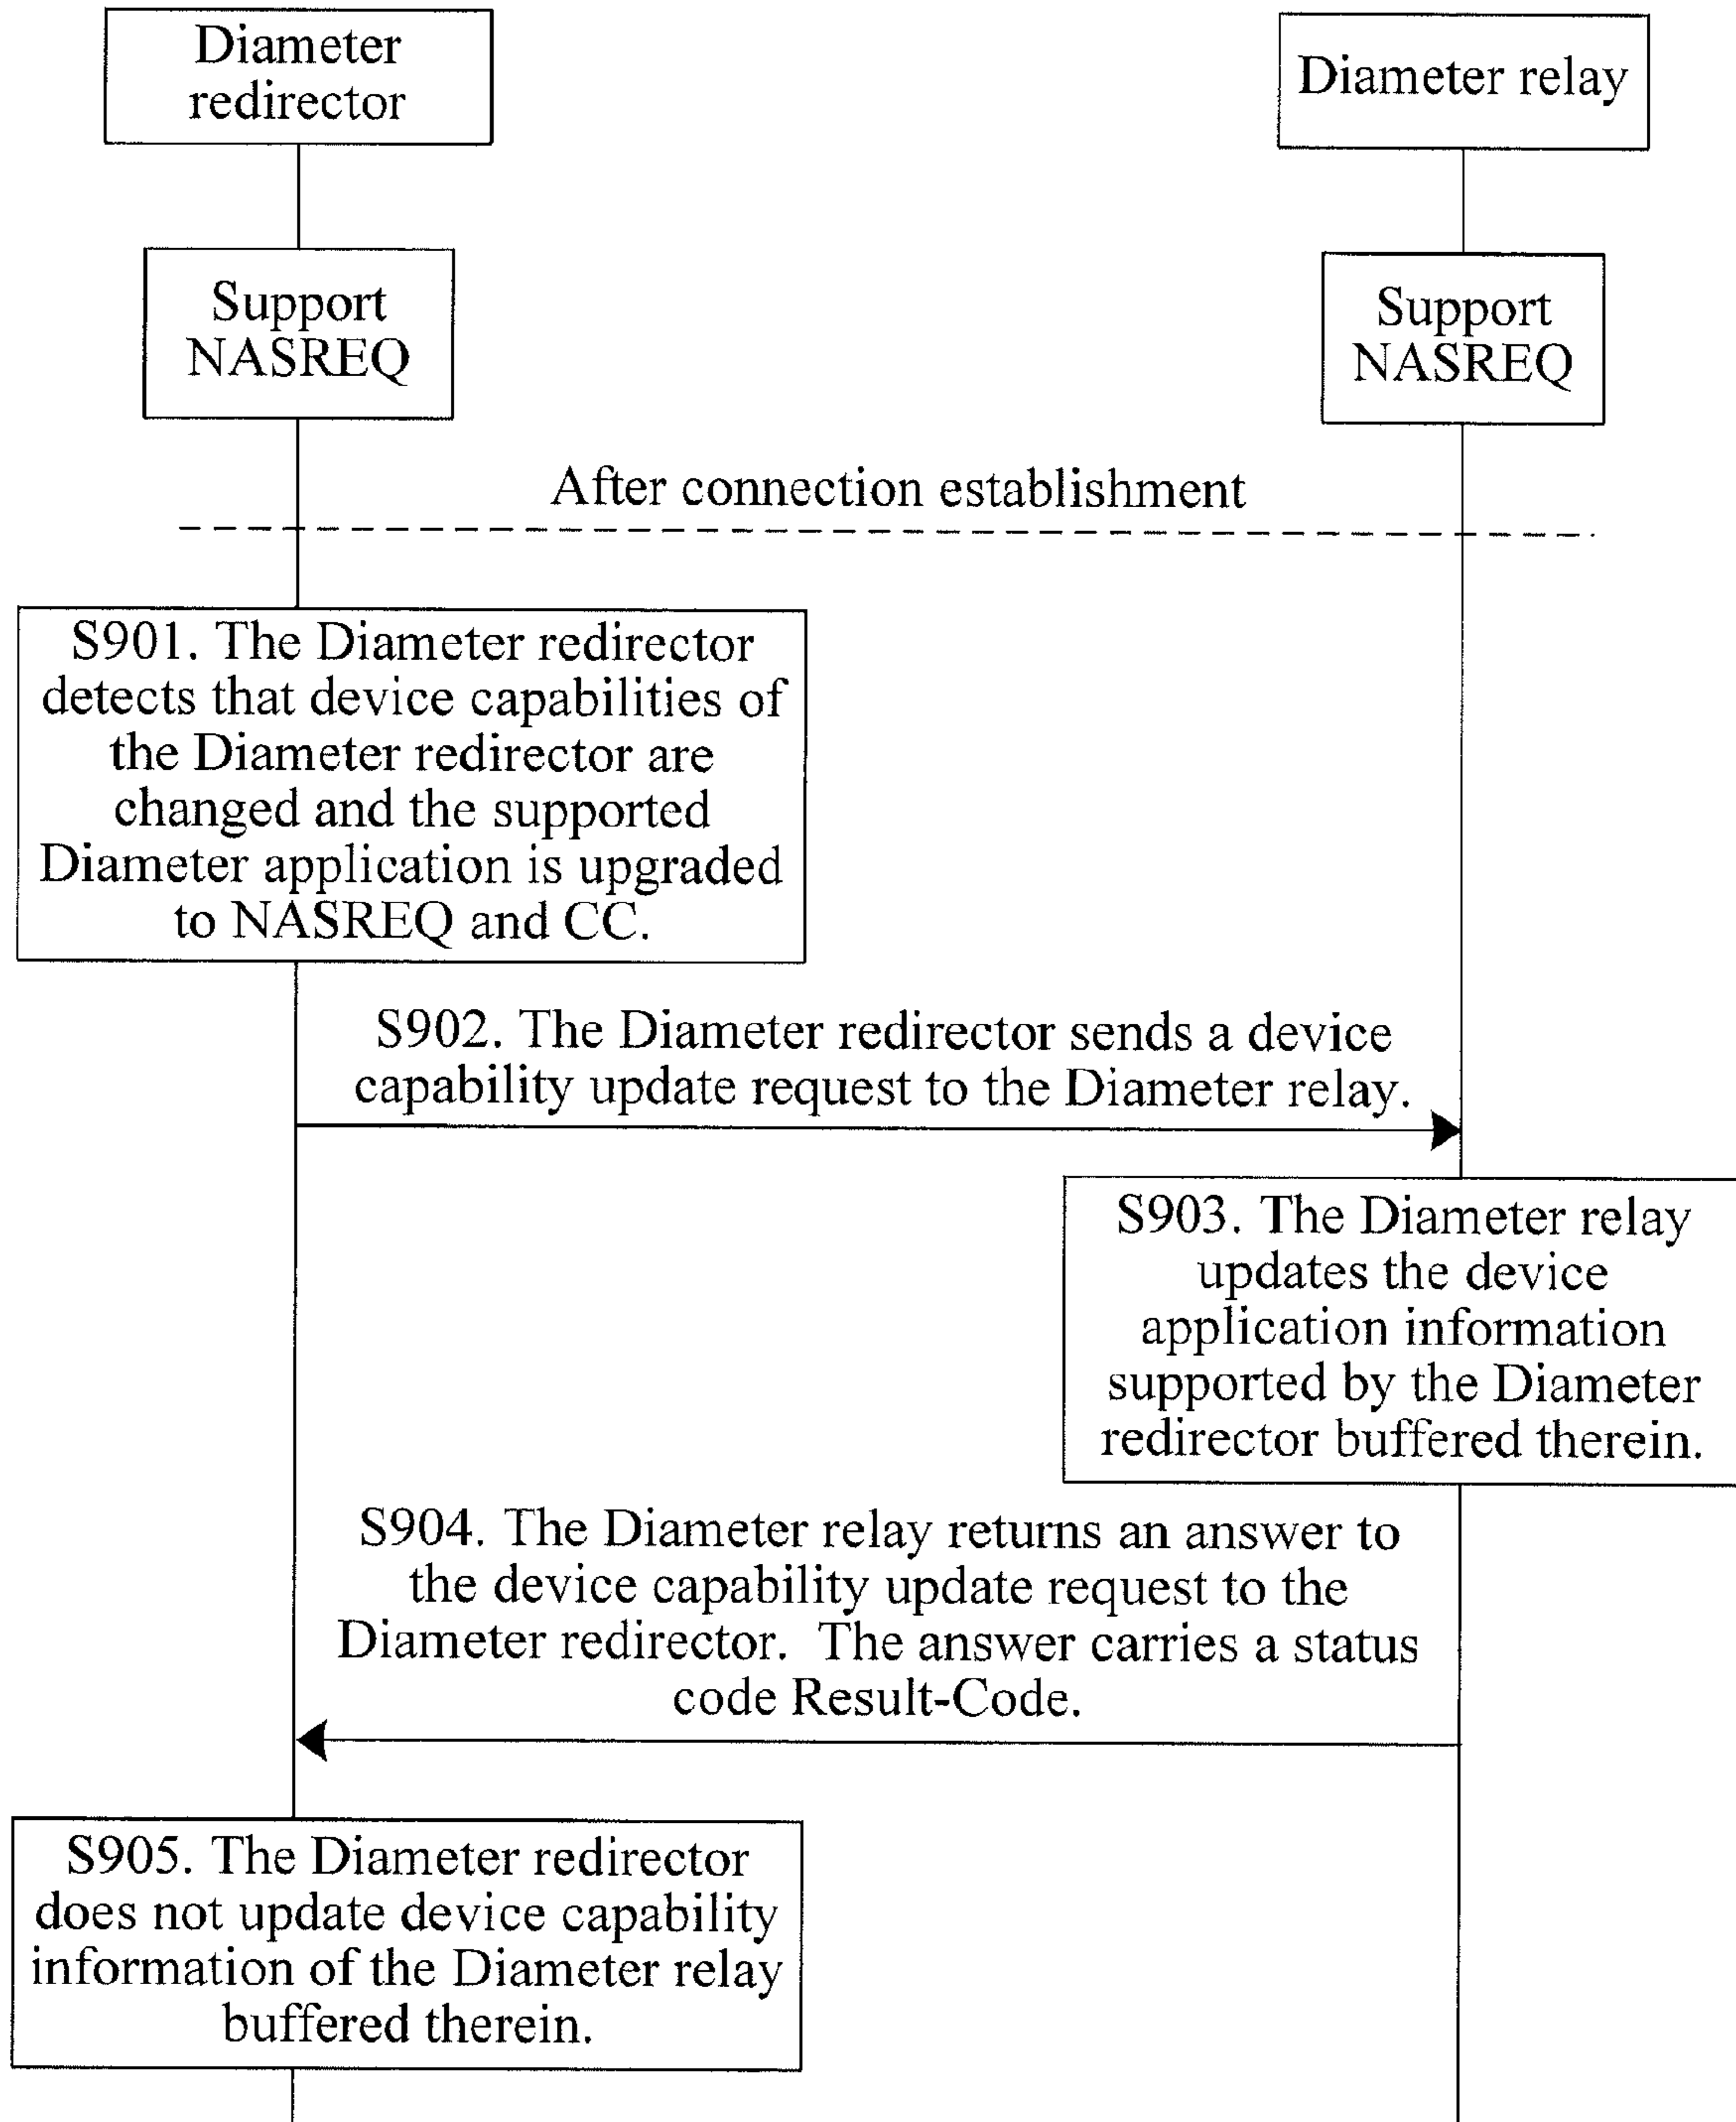 Diameter
redirector
Diameter relay
Support
NASREQ
Support
NASREQ
After connection establishment
S901. The Diameter redirector
detects that device capabilities of
the Diameter redirector are
changed and the supported
Diameter application is upgraded
to NASREQ and CC.
S902. The Diameter redirector sends a device
capability update request to the Diameter relay.
S903. The Diameter relay
updates the device
application information
supported by the Diameter
redirector buffered therein.
S904. The Diameter relay returns an answer to
the device capability update request to the
Diameter redirector. The answer carries a status
code Result-Code.
S905. The Diameter redirector
does not update device capability
information of the Diameter relay
buffered therein.